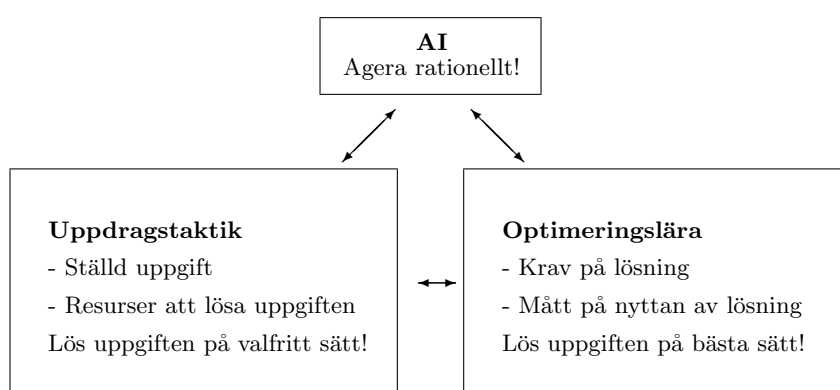 AI
Agera rationellt!
Uppdragstaktik
- Ställd uppgift
- Resurser att lösa uppgiften
Lös uppgiften på valfritt sätt!
Optimeringslära
- Krav på lösning
- Mått på nyttan av lösning
Lös uppgiften på bästa sätt!